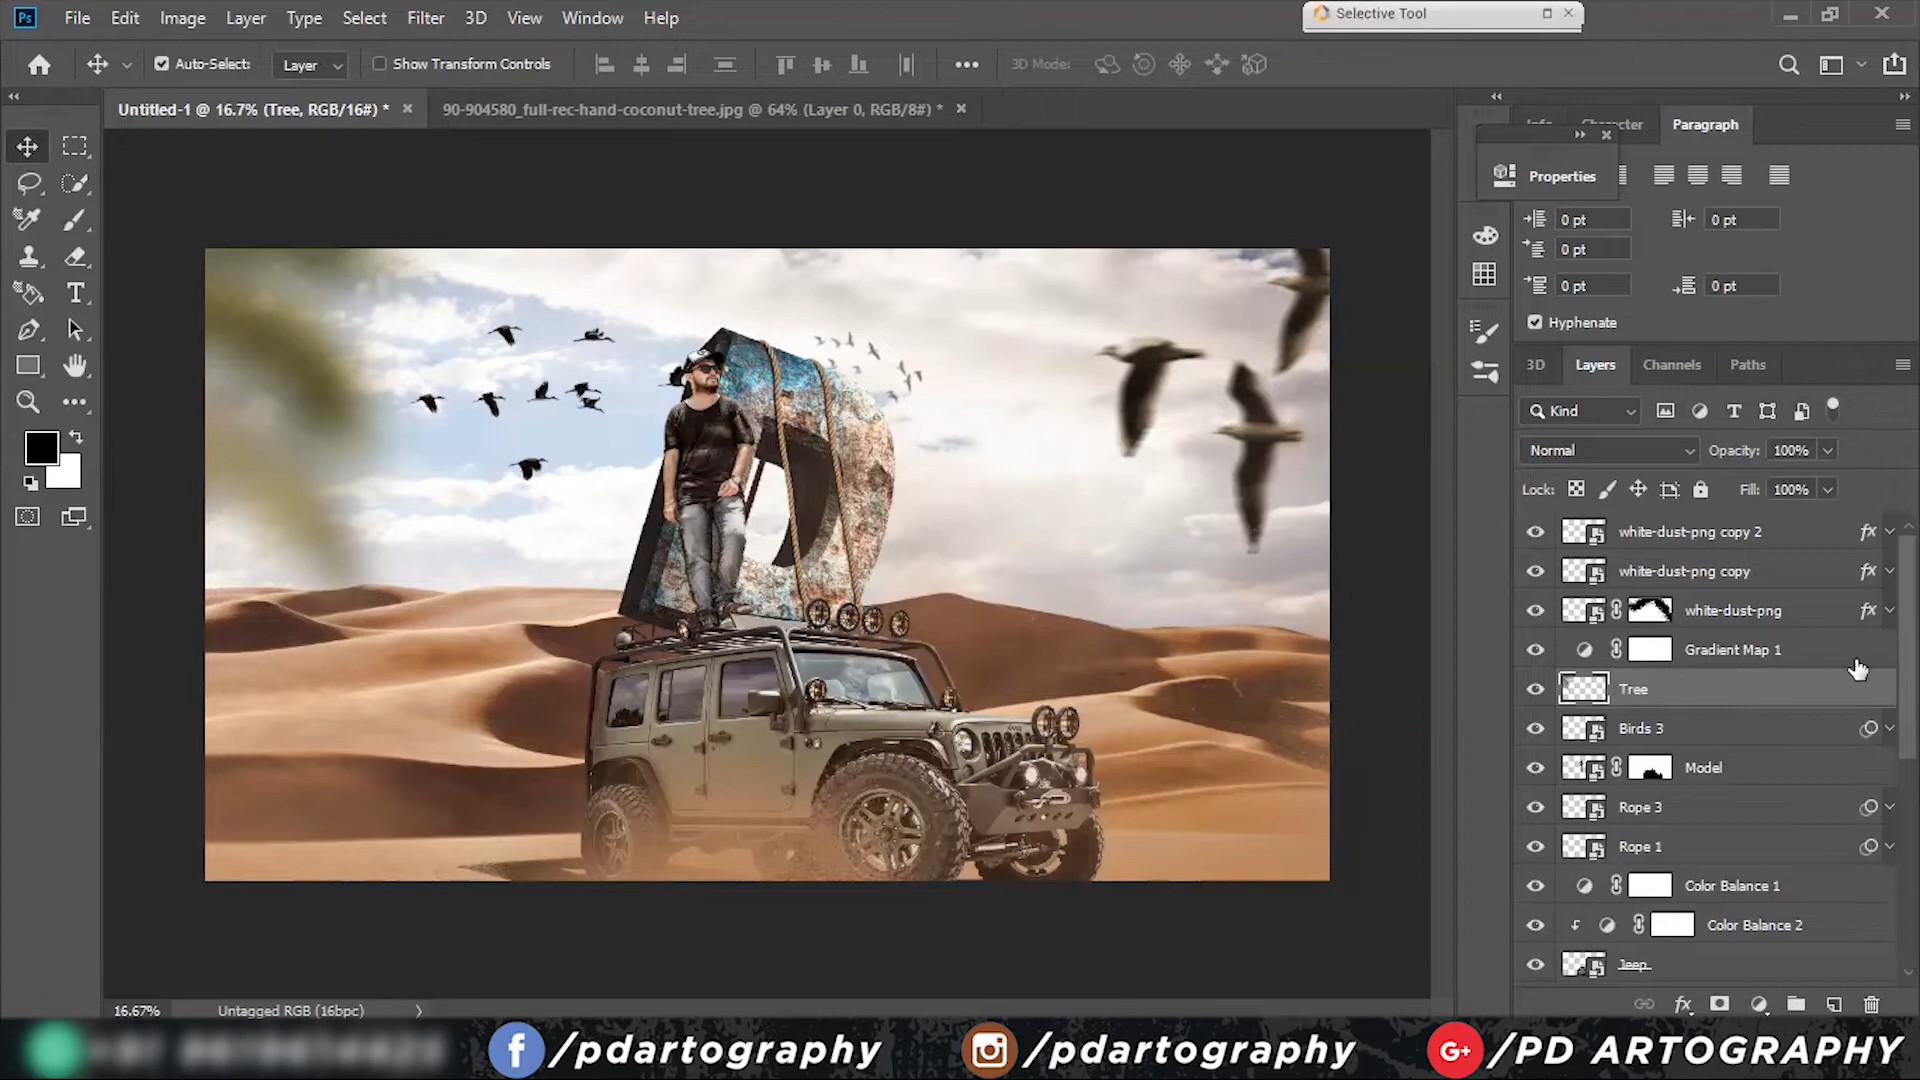 Ps File Edit Image Layer Type Select Filter 3D View Window Help
Selective Tool
Auto-Select: Layer Show Transform Controls 3D Mode:
Untitled-1 @ 16.7% (Tree, RGB/16#) *
90-904580_full-rec-hand-coconut-tree.jpg @ 64% (Layer 0, RGB/8#) *
Character Paragraph
Properties
0 pt 0 pt
0 pt
0 pt 0 pt
Hyphenate
3D Layers Channels Paths
Kind
Normal Opacity: 100%
Lock: Fill: 100%
white-dust-png copy 2 fx
white-dust-png copy fx
white-dust-png fx
Gradient Map 1
Tree
Birds 3
Model
Rope 3
Rope 1
Color Balance 1
Color Balance 2
Jeep
fx
16.67% Untagged RGB (16bpc)
f /pdartography /pdartography G+ /PD ARTOGRAPHY